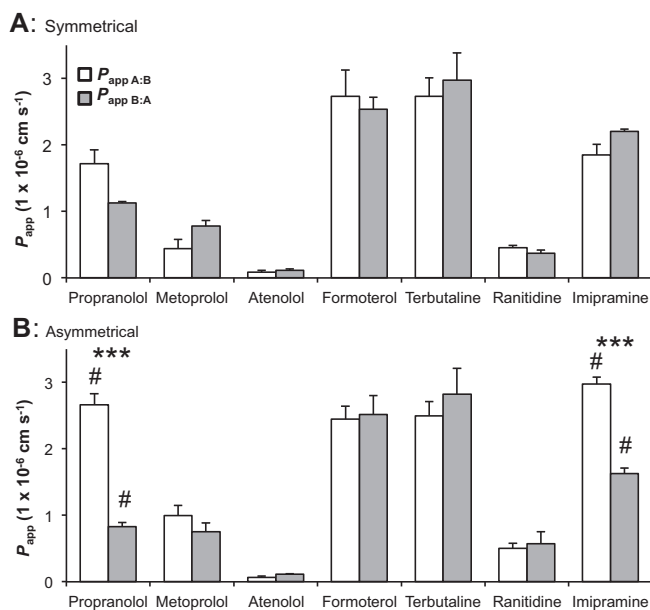 A: Symmetrical
P app A:B
P app B:A
3
2
1
0
P app (1 x 10⁻⁶ cm s⁻¹)
Propranolol Metoprolol Atenolol Formoterol Terbutaline Ranitidine Imipramine
B: Asymmetrical
*** ***
# #
# #
3
2
1
0
P app (1 x 10⁻⁶ cm s⁻¹)
Propranolol Metoprolol Atenolol Formoterol Terbutaline Ranitidine Imipramine